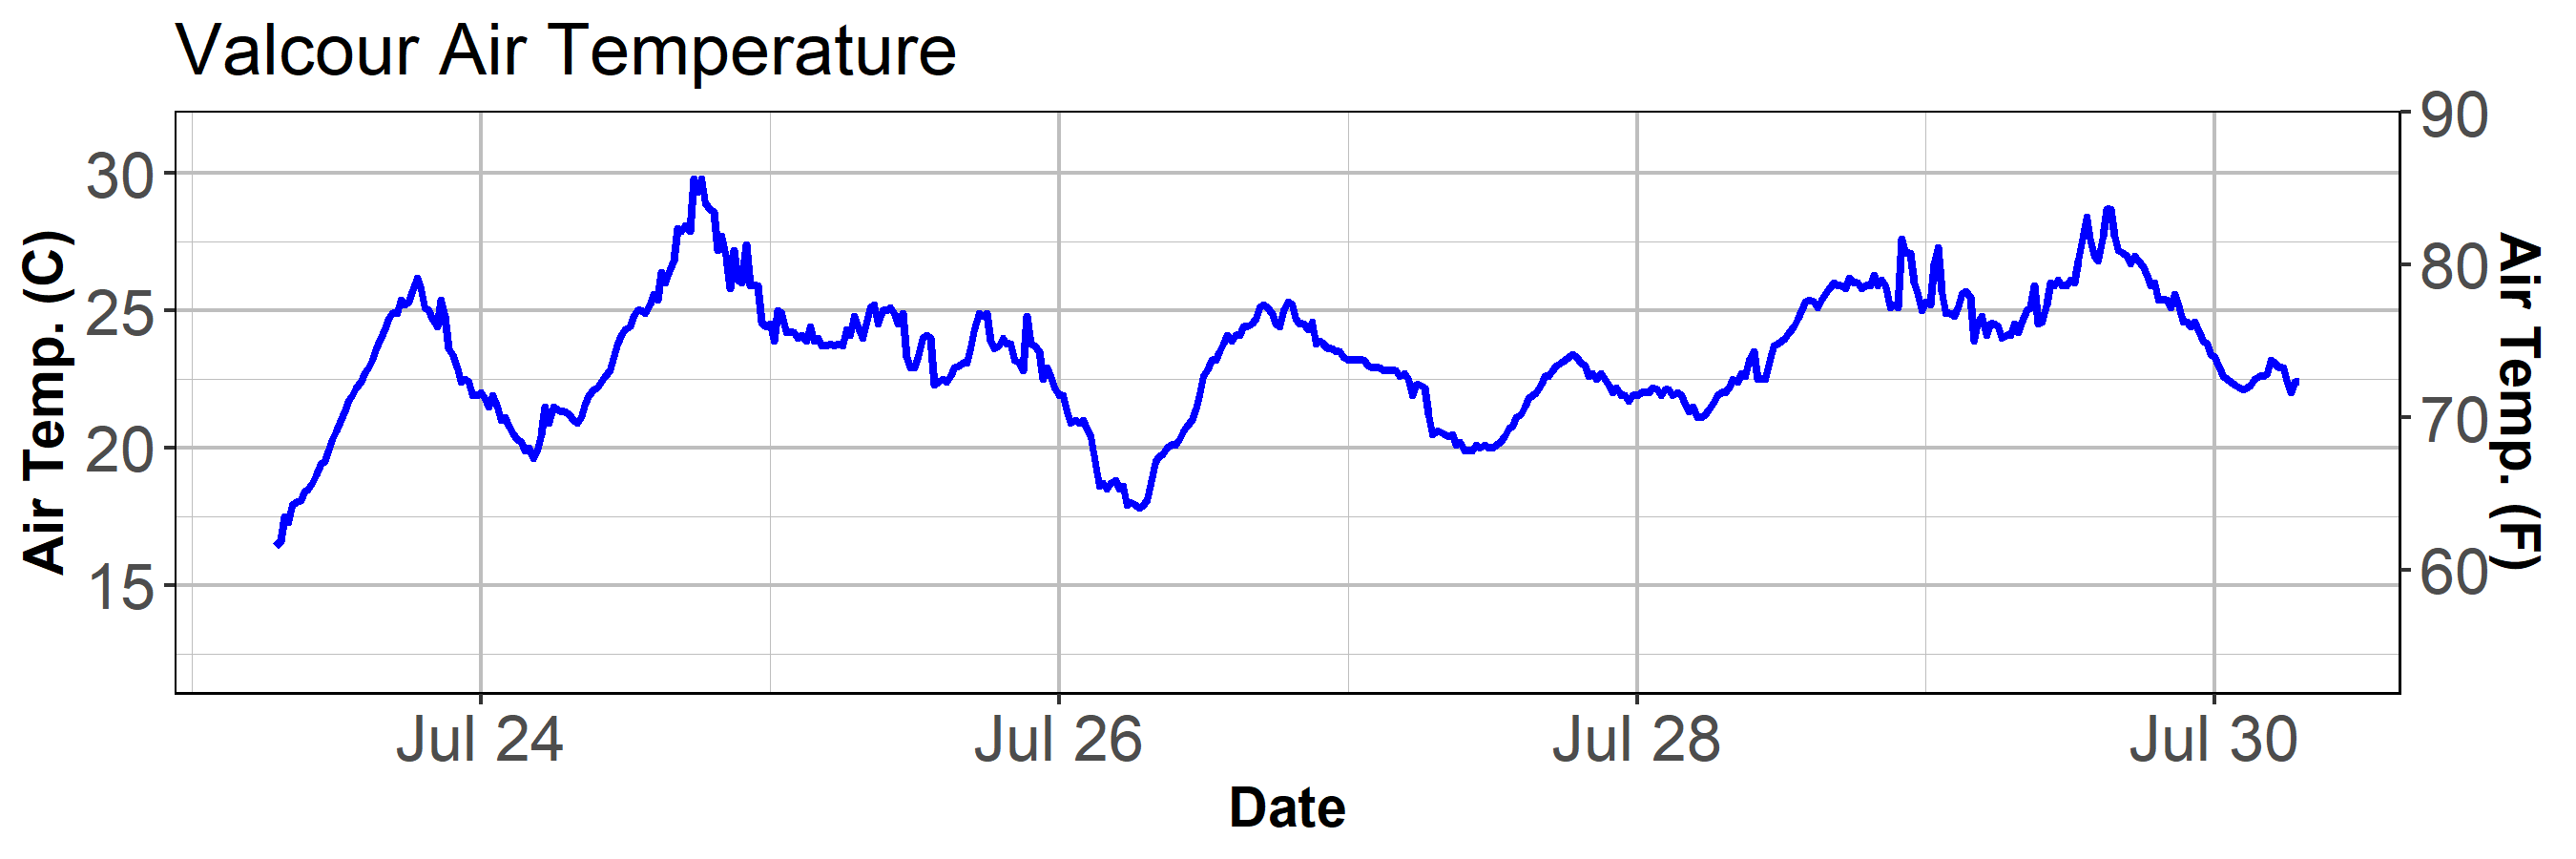 Valcour Air Temperature
Air Temp. (C)
30
25
20
15
90
80
70
60
Air Temp. (F)
Jul 24 Jul 26 Jul 28 Jul 30
Date